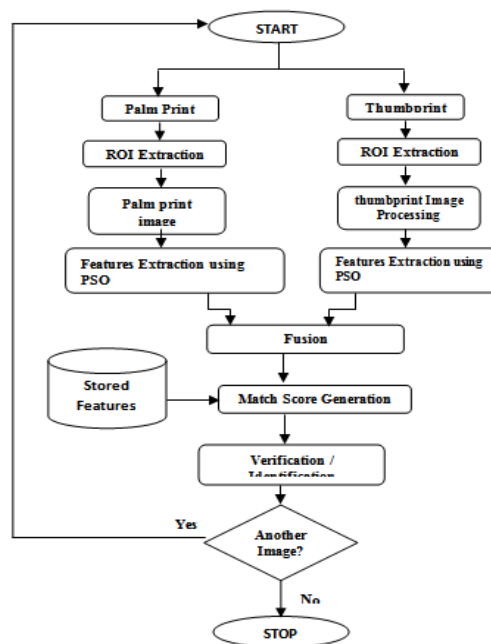 START
Palm Print
Thumbprint
ROI Extraction
ROI Extraction
Palm print
image
thumbprint Image
Processing
Features Extraction using
PSO
Features Extraction using
PSO
Fusion
Stored
Features
Match Score Generation
Verification /
Identification
Yes
Another
Image?
No
STOP